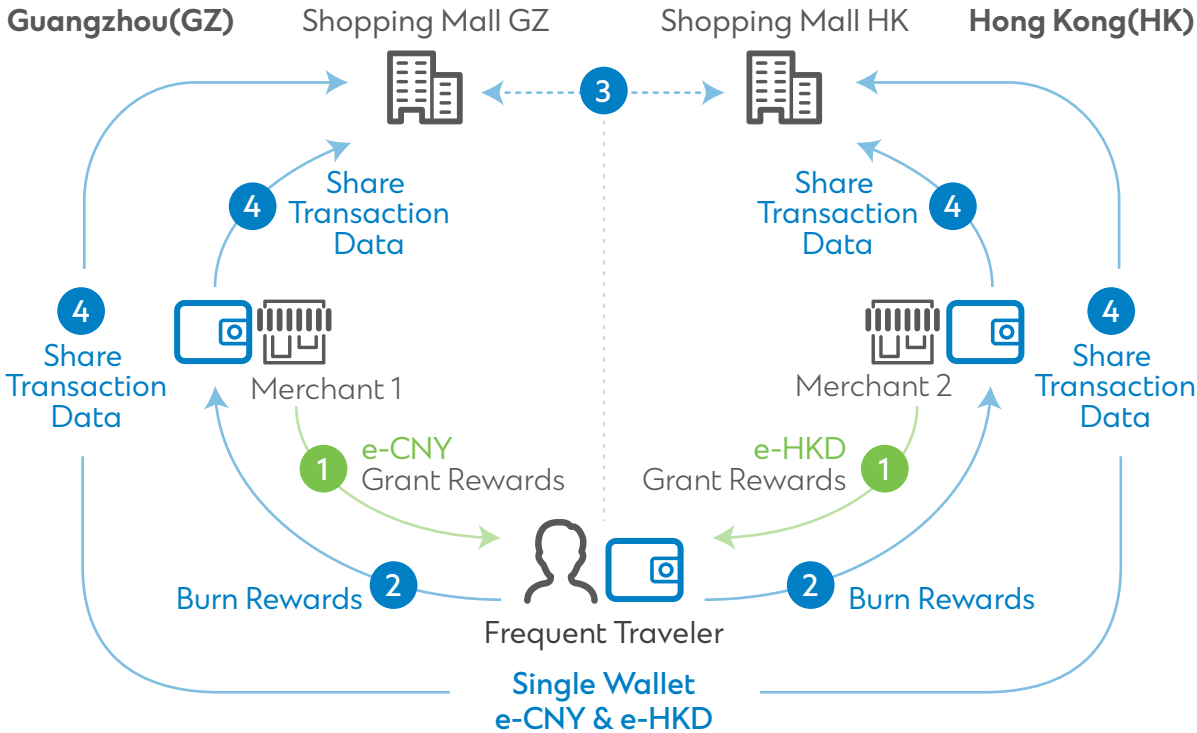 Guangzhou(GZ)
Shopping Mall GZ
Shopping Mall HK
Hong Kong(HK)
3
4
Share
Transaction
Data
Share
Transaction
Data
4
4
Share
Transaction
Data
4
Share
Transaction
Data
Merchant 1
Merchant 2
1
e-CNY
Grant Rewards
e-HKD
Grant Rewards
1
Burn Rewards
2
2
Burn Rewards
Frequent Traveler
Single Wallet
e-CNY & e-HKD